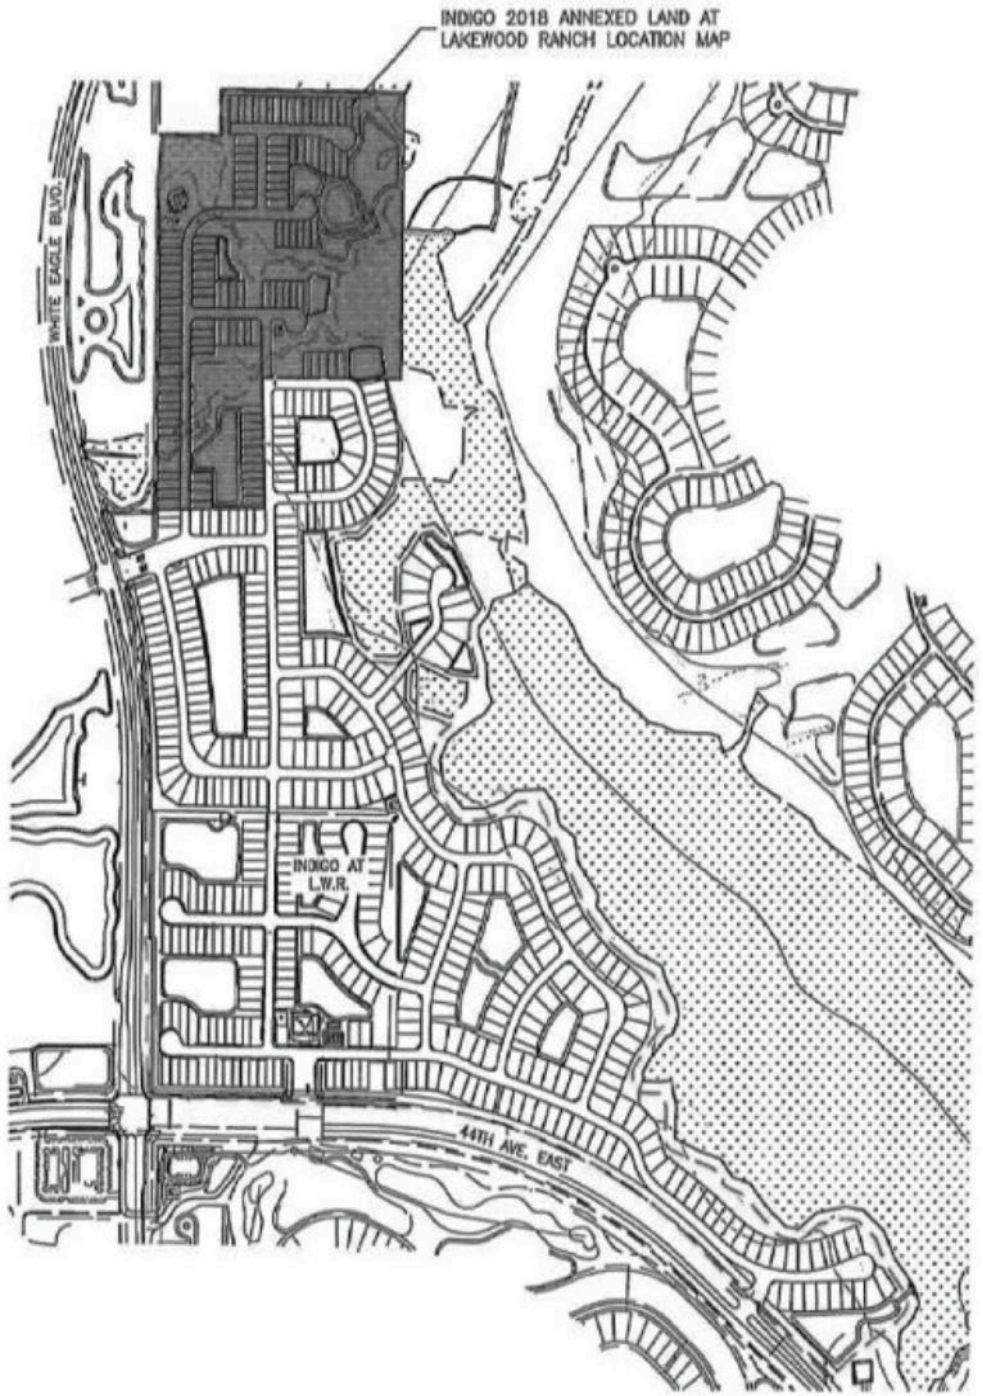 INDIGO 2018 ANNEXED LAND AT
LAKEWOOD RANCH LOCATION MAP
WHITE EAGLE BLVD.
INDIGO AT
L.W.R.
44TH AVE. EAST